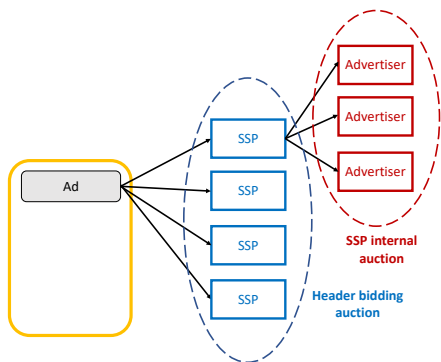 Ad
SSP
SSP
SSP
SSP
Header bidding
auction
Advertiser
Advertiser
Advertiser
SSP internal
auction